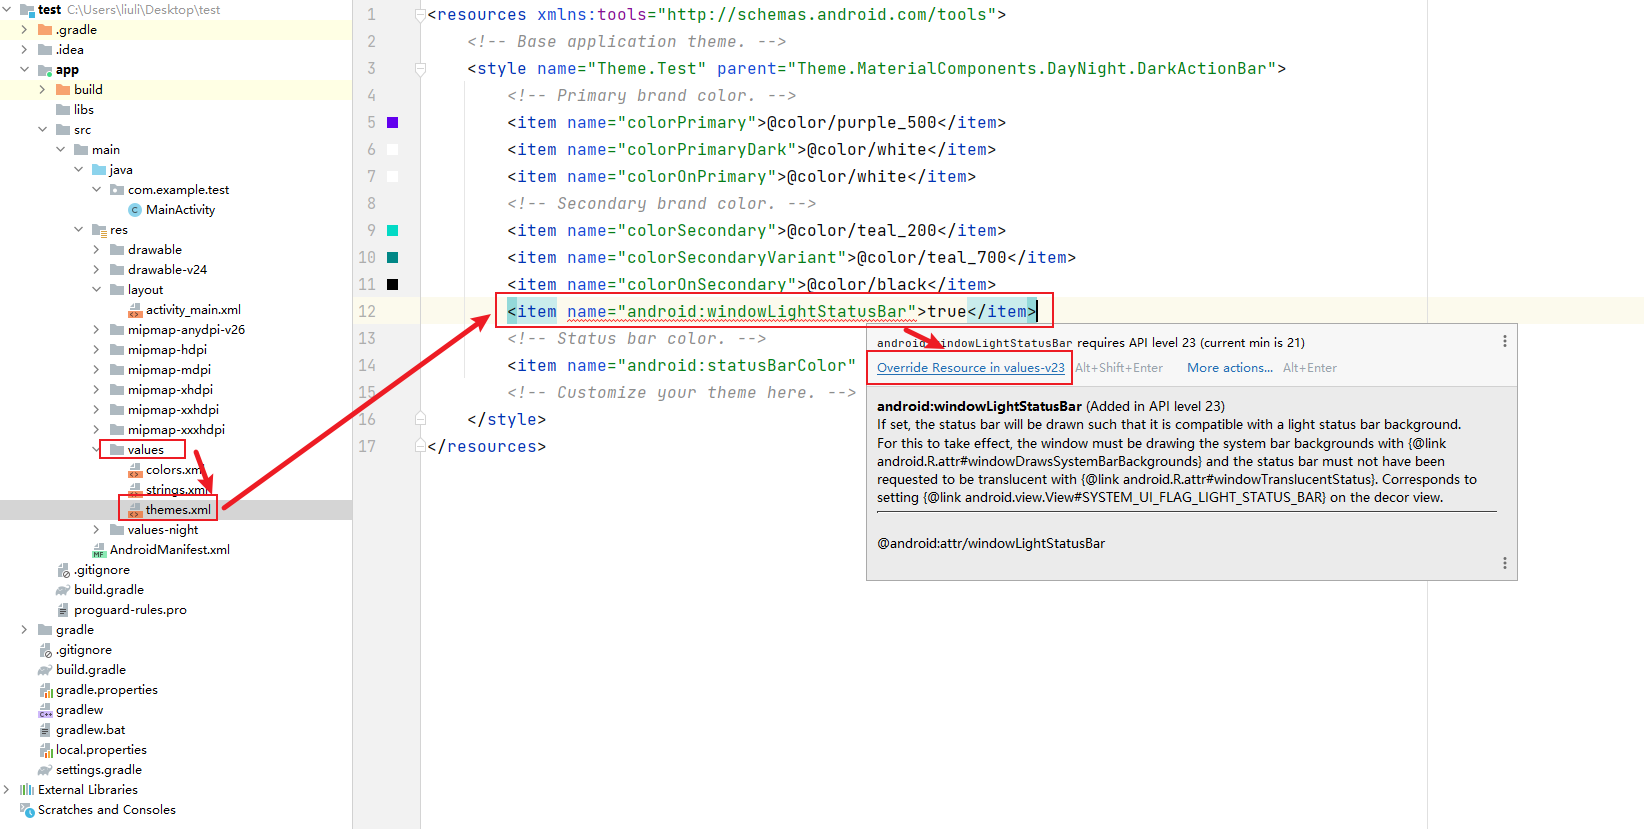 test C:\Users\liuli\Desktop\test
.gradle
.idea
app
build
libs
src
main
java
com.example.test
MainActivity
res
drawable
drawable-v24
layout
activity_main.xml
mipmap-anydpi-v26
mipmap-hdpi
mipmap-mdpi
mipmap-xhdpi
mipmap-xxhdpi
mipmap-xxxhdpi
values
colors.xml
strings.xml
themes.xml
values-night
AndroidManifest.xml
.gitignore
build.gradle
proguard-rules.pro
gradle
.gitignore
build.gradle
gradle.properties
gradlew
gradlew.bat
local.properties
settings.gradle
External Libraries
Scratches and Consoles
1 <resources xmlns:tools="http://schemas.android.com/tools">
2 <!-- Base application theme. -->
3 <style name="Theme.Test" parent="Theme.MaterialComponents.DayNight.DarkActionBar">
4 <!-- Primary brand color. -->
5 <item name="colorPrimary">@color/purple_500</item>
6 <item name="colorPrimaryDark">@color/white</item>
7 <item name="colorOnPrimary">@color/white</item>
8 <!-- Secondary brand color. -->
9 <item name="colorSecondary">@color/teal_200</item>
10 <item name="colorSecondaryVariant">@color/teal_700</item>
11 <item name="colorOnSecondary">@color/black</item>
12 <item name="android:windowLightStatusBar">true</item>
13 <!-- Status bar color. -->
14 <item name="android:statusBarColor"
15 <!-- Customize your theme here. -->
16 </style>
17 </resources>
android:windowLightStatusBar requires API level 23 (current min is 21)
Override Resource in values-v23 Alt+Shift+Enter More actions... Alt+Enter
android:windowLightStatusBar (Added in API level 23)
If set, the status bar will be drawn such that it is compatible with a light status bar background.
For this to take effect, the window must be drawing the system bar backgrounds with {@link
android.R.attr#windowDrawsSystemBarBackgrounds} and the status bar must not have been
requested to be translucent with {@link android.R.attr#windowTranslucentStatus}. Corresponds to
setting {@link android.view.View#SYSTEM_UI_FLAG_LIGHT_STATUS_BAR} on the decor view.
@android:attr/windowLightStatusBar